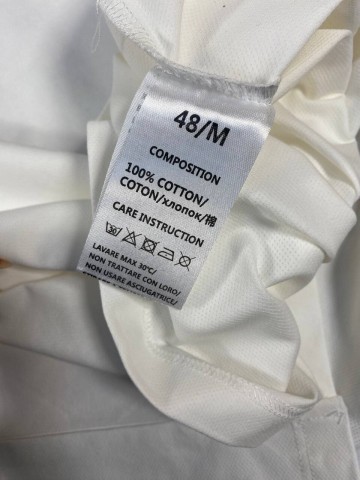 48/M
COMPOSITION
100% COTTON/
COTON/хлопок/棉
CARE INSTRUCTION
LAVARE MAX 30℃/
NON TRATTARE CON LORO/
NON USARE ASCIUGATRICE/